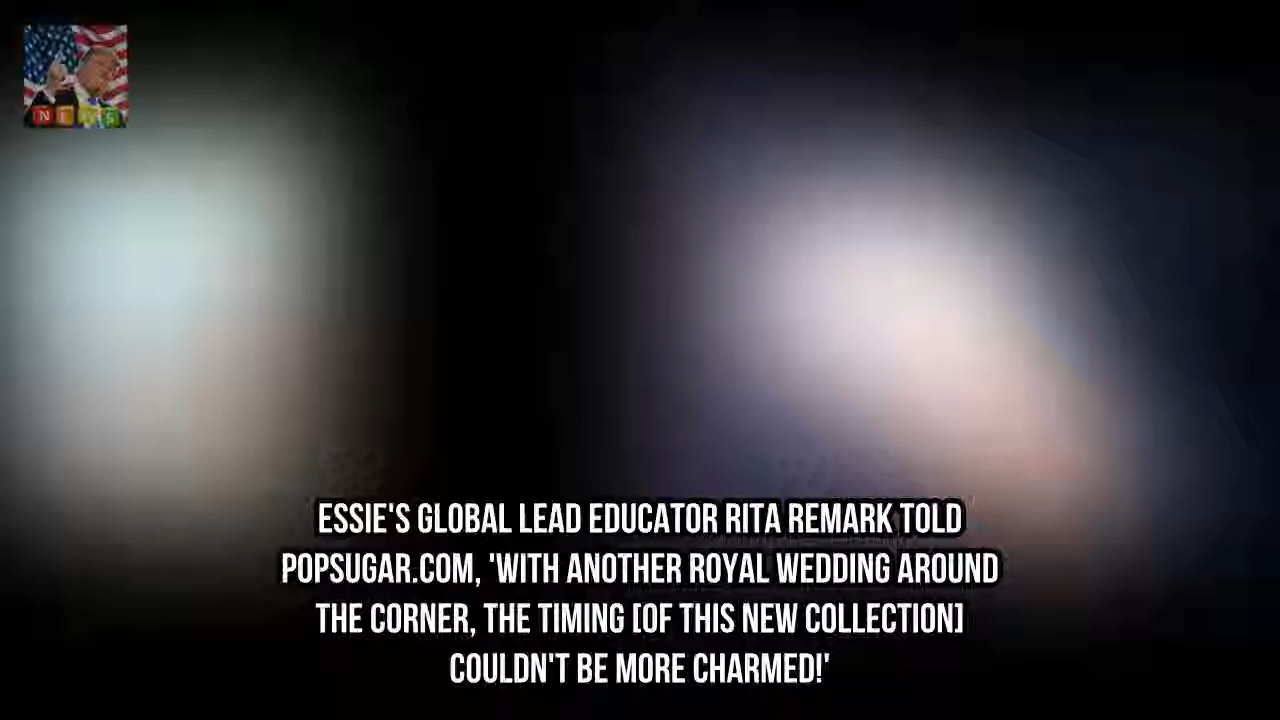 NEWS
ESSIE'S GLOBAL LEAD EDUCATOR RITA REMARK TOLD
POPSUGAR.COM, 'WITH ANOTHER ROYAL WEDDING AROUND
THE CORNER, THE TIMING [OF THIS NEW COLLECTION]
COULDN'T BE MORE CHARMED!'